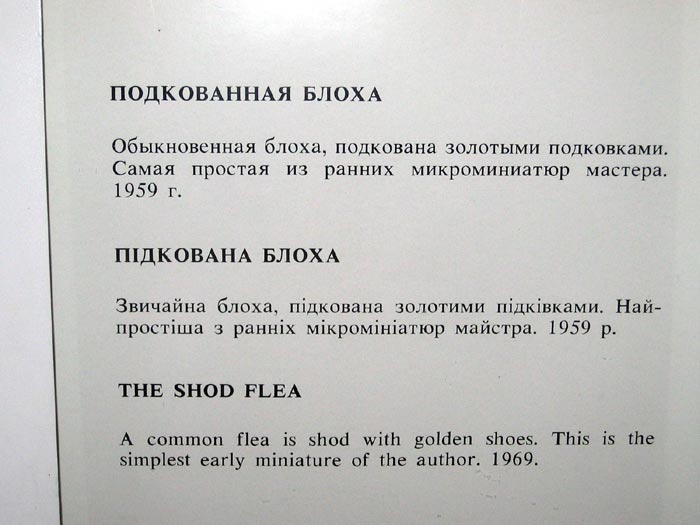 ПОДКОВАННАЯ БЛОХА
Обыкновенная блоха, подкована золотыми подковками.
Самая простая из ранних микроминиатюр мастера.
1959 г.
ПІДКОВАНА БЛОХА
Звичайна блоха, підкована золотими підківками. Най-
простіша з ранніх мікромініатюр майстра. 1959 р.
THE SHOD FLEA
A common flea is shod with golden shoes. This is the
simplest early miniature of the author. 1969.